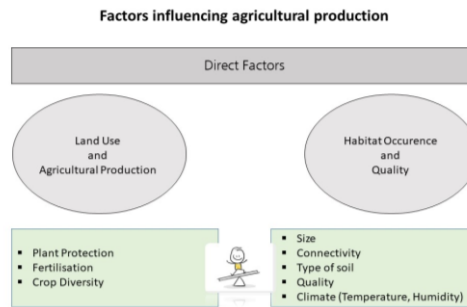 Factors influencing agricultural production
Direct Factors
Land Use
and
Agricultural Production
Habitat Occurence
and
Quality
▪ Plant Protection
▪ Fertilisation
▪ Crop Diversity
▪ Size
▪ Connectivity
▪ Type of soil
▪ Quality
▪ Climate (Temperature, Humidity)